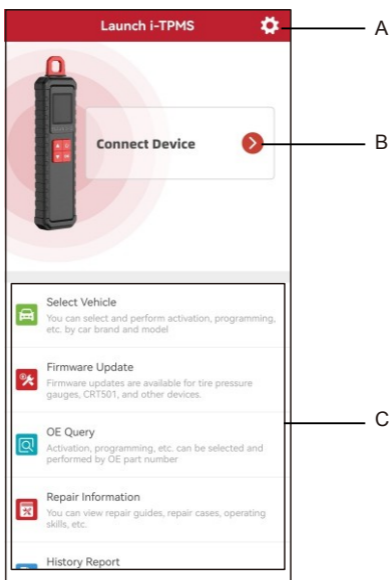 Launch i-TPMS
A
Connect Device
B
Select Vehicle
You can select and perform activation, programming,
etc. by car brand and model
Firmware Update
Firmware updates are available for tire pressure
gauges, CRT501, and other devices.
C
OE Query
Activation, programming, etc. can be selected and
performed by OE part number
Repair Information
You can view repair guides, repair cases, operating
skills, etc.
History Report